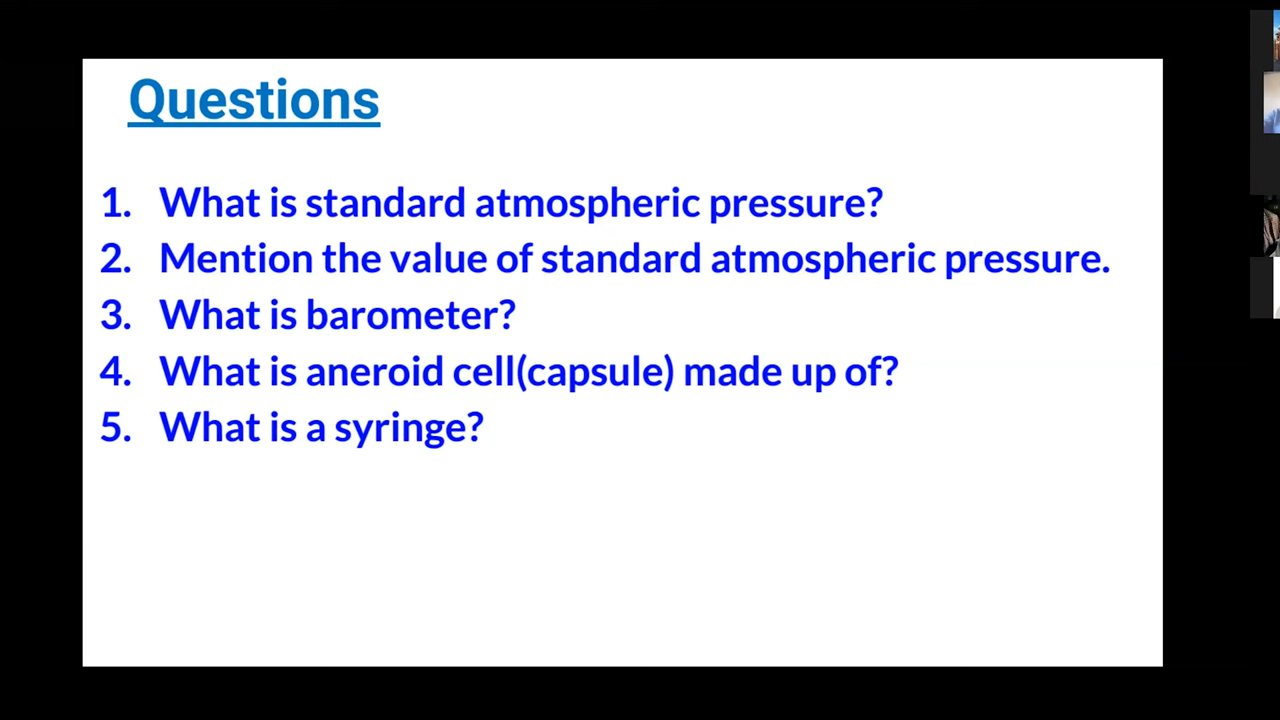 Questions
1. What is standard atmospheric pressure?
2. Mention the value of standard atmospheric pressure.
3. What is barometer?
4. What is aneroid cell(capsule) made up of?
5. What is a syringe?